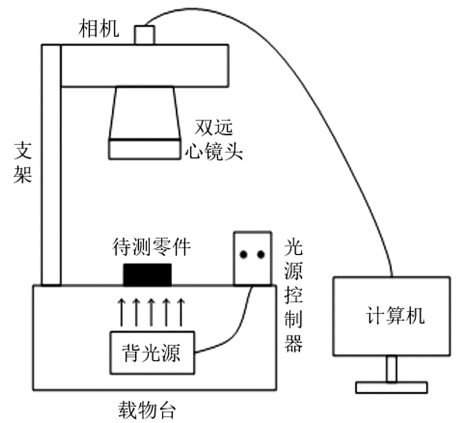 相机
双远
心镜头
支
架
待测零件
光
源
控
制
器
计算机
背光源
载物台